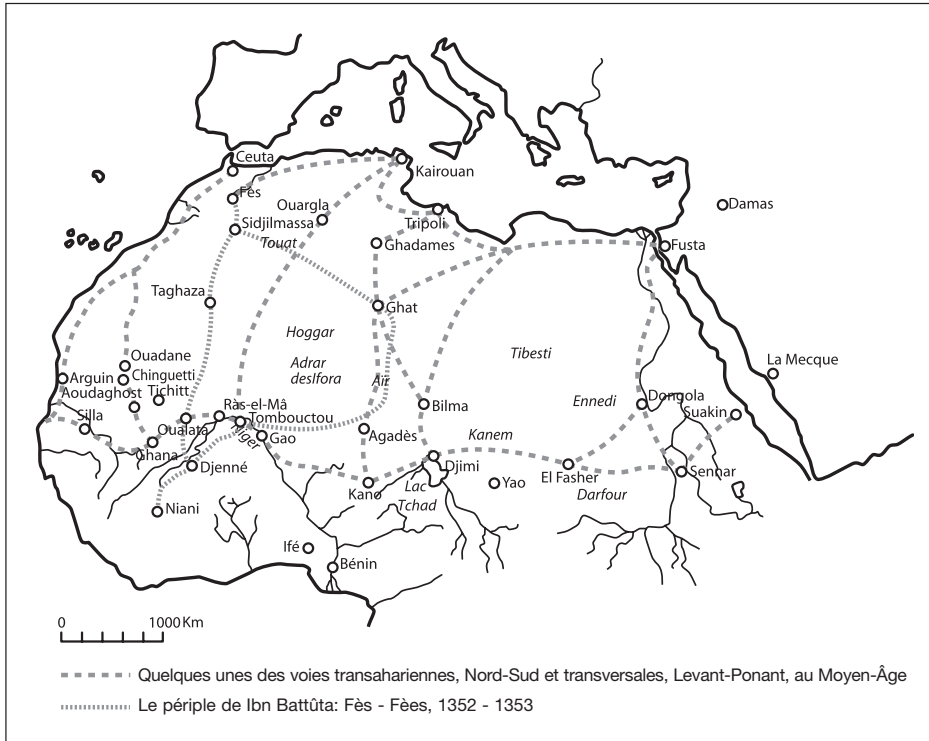 Ceuta
Kairouan
Fès
Ouargla
Damas
Sidjilmassa
Tripoli
Touat
Ghadames
Fusta
Taghaza
Ghat
Hoggar
Tibesti
Ouadane
Adrar
desIfora
La Mecque
Arguin
Chinguetti
Aïr
Aoudaghost
Tichitt
Ennedi
Dongola
Silla
Ràs-el-Mâ
Bilma
Suakin
Oualata
Tombouctou
Niger
Gao
Agadès
Kanem
Ghana
Djenné
Djimi
El Fasher
Sennar
Kano
Lac
Tchad
Yao
Darfour
Niani
Ifé
Bénin
0 1000 Km
Quelques unes des voies transahariennes, Nord-Sud et transversales, Levant-Ponant, au Moyen-Âge
Le périple de Ibn Battûta: Fès - Fèes, 1352 - 1353